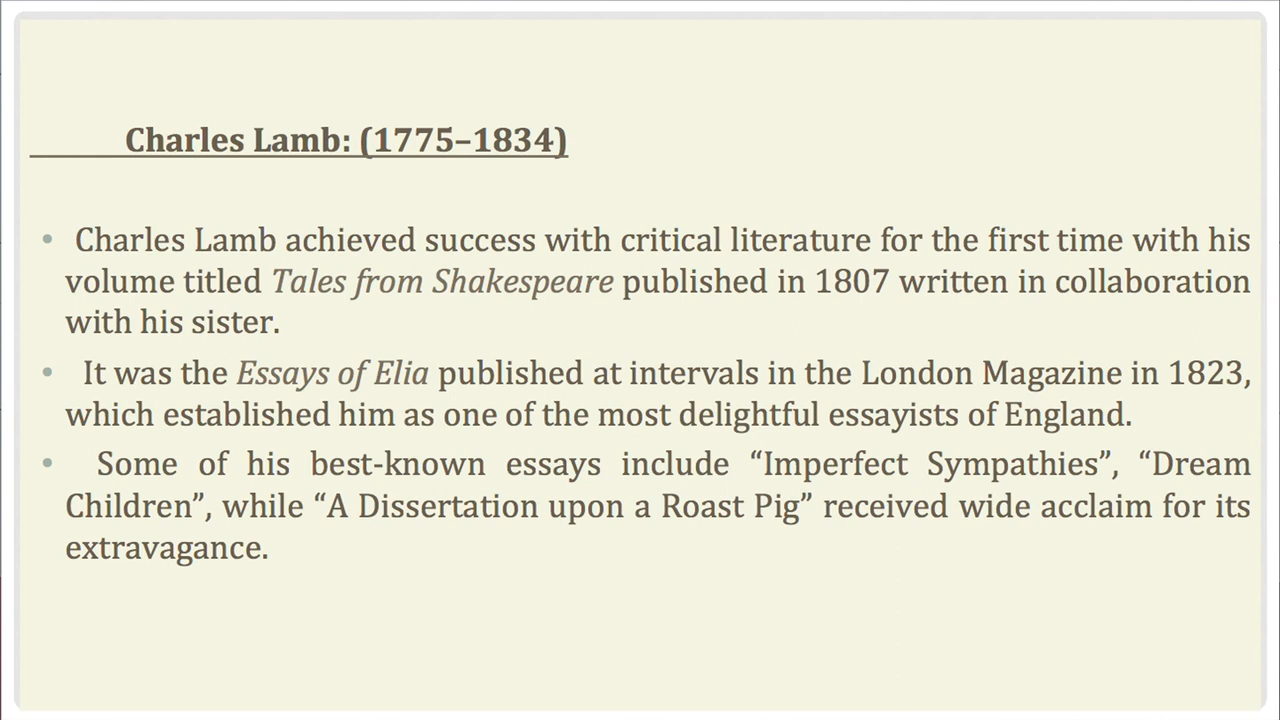 Charles Lamb: (1775–1834)
• Charles Lamb achieved success with critical literature for the first time with his
volume titled Tales from Shakespeare published in 1807 written in collaboration
with his sister.
• It was the Essays of Elia published at intervals in the London Magazine in 1823,
which established him as one of the most delightful essayists of England.
• Some of his best-known essays include “Imperfect Sympathies”, “Dream
Children”, while “A Dissertation upon a Roast Pig” received wide acclaim for its
extravagance.